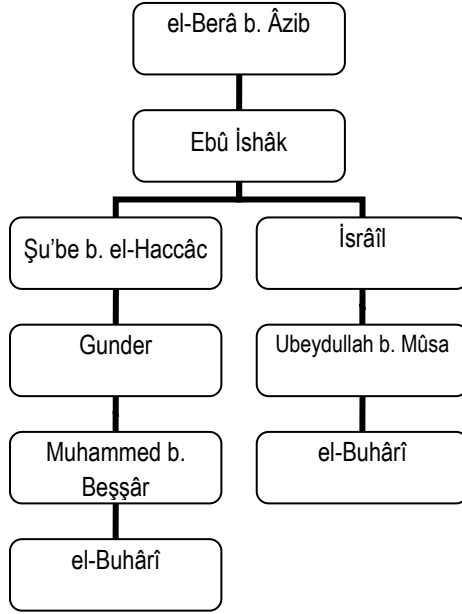 el-Berâ b. Âzib
Ebû İshâk
Şu’be b. el-Haccâc
İsrâîl
Gunder
Ubeydullah b. Mûsa
Muhammed b.
Beşşâr
el-Buhârî
el-Buhârî